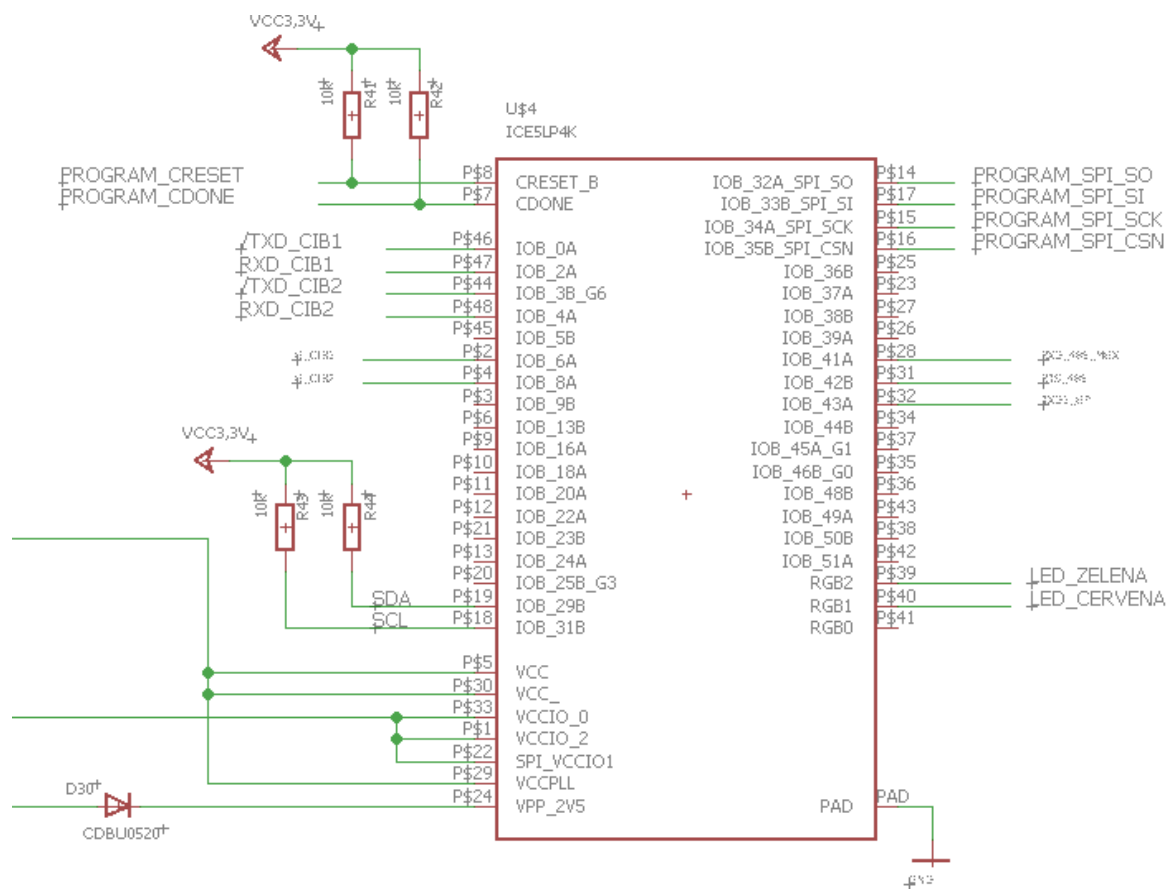 VCC3,3V
10k
R41
10k
R42
U$4
ICE5LP4K
PROGRAM_CRESET
P$8
CRESET_B
IOB_32A_SPI_SO
P$14
PROGRAM_SPI_SO
PROGRAM_CDONE
P$7
CDONE
IOB_33B_SPI_SI
P$17
PROGRAM_SPI_SI
IOB_34A_SPI_SCK
P$15
PROGRAM_SPI_SCK
/TXD_CIB1
P$46
IOB_0A
IOB_35B_SPI_CSN
P$16
PROGRAM_SPI_CSN
RXD_CIB1
P$47
IOB_2A
IOB_36B
P$25
/TXD_CIB2
P$44
IOB_3B_G6
IOB_37A
P$23
RXD_CIB2
P$48
IOB_4A
IOB_38B
P$27
P$45
IOB_5B
IOB_39A
P$26
P$2
IOB_6A
IOB_41A
P$28
P$4
IOB_8A
IOB_42B
P$31
P$3
IOB_9B
IOB_43A
P$32
P$6
IOB_13B
IOB_44B
P$34
VCC3,3V
P$9
IOB_16A
IOB_45A_G1
P$37
P$10
IOB_18A
IOB_46B_G0
P$35
10k
R43
10k
R44
P$11
IOB_20A
IOB_48B
P$36
P$12
IOB_22A
IOB_49A
P$43
P$21
IOB_23B
IOB_50B
P$38
P$13
IOB_24A
IOB_51A
P$42
P$20
IOB_25B_G3
RGB2
P$39
LED_ZELENA
SDA
P$19
IOB_29B
RGB1
P$40
LED_CERVENA
SCL
P$18
IOB_31B
RGB0
P$41
P$5
VCC
P$30
VCC_
P$33
VCCIO_0
P$1
VCCIO_2
P$22
SPI_VCCIO1
P$29
VCCPLL
D30
CDBU0520
P$24
VPP_2V5
PAD
PAD
GND